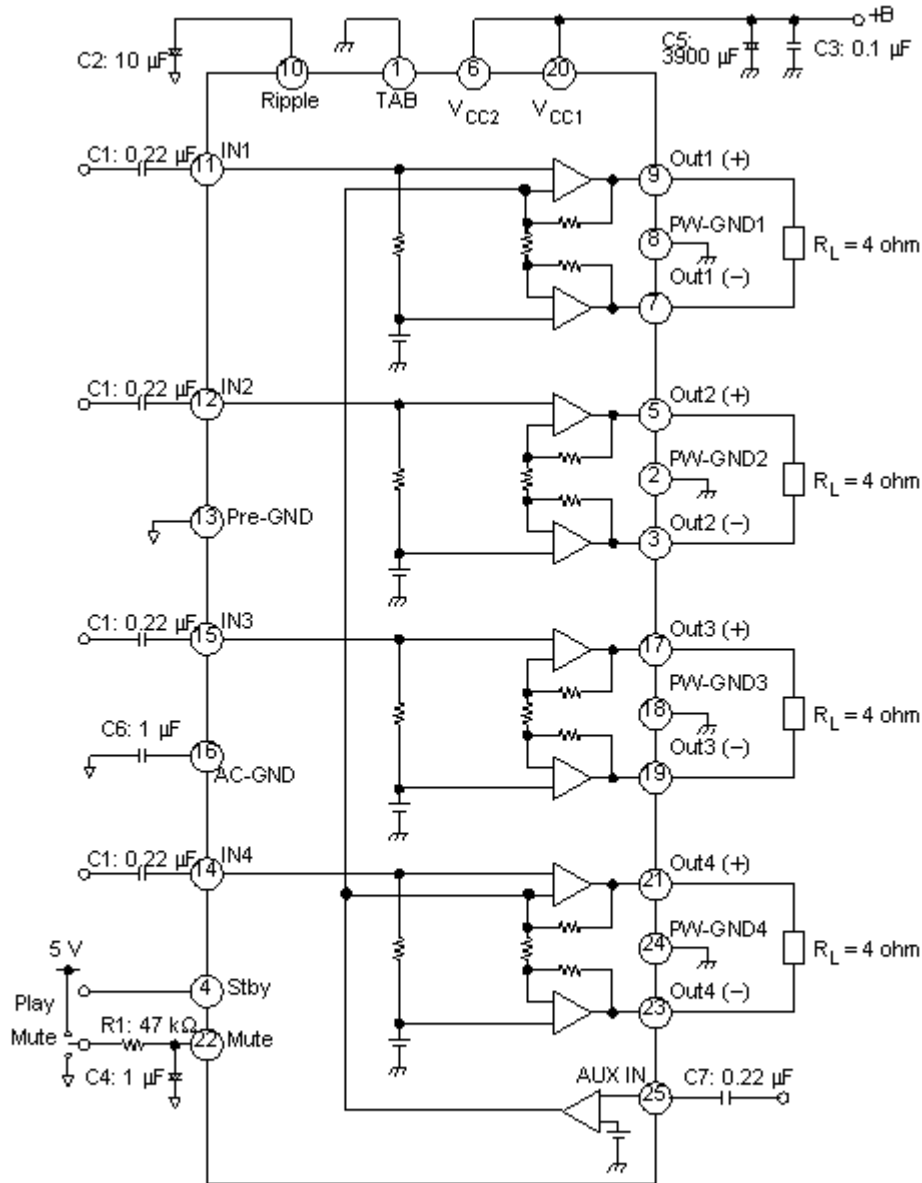 +B
C2: 10 µF
C5:
3900 µF
C3: 0.1 µF
10
1
6
20
Ripple
TAB
VCC2
VCC1
C1: 0.22 µF
11
IN1
9
Out1 (+)
8
PW-GND1
RL = 4 ohm
Out1 (−)
7
C1: 0.22 µF
12
IN2
5
Out2 (+)
2
PW-GND2
RL = 4 ohm
13
Pre-GND
3
Out2 (−)
C1: 0.22 µF
15
IN3
17
Out3 (+)
18
PW-GND3
RL = 4 ohm
C6: 1 µF
16
AC-GND
Out3 (−)
19
C1: 0.22 µF
14
IN4
21
Out4 (+)
24
PW-GND4
RL = 4 ohm
5 V
4
Stby
Out4 (−)
23
Play
Mute
R1: 47 kΩ
22
Mute
C4: 1 µF
AUX IN
25
C7: 0.22 µF